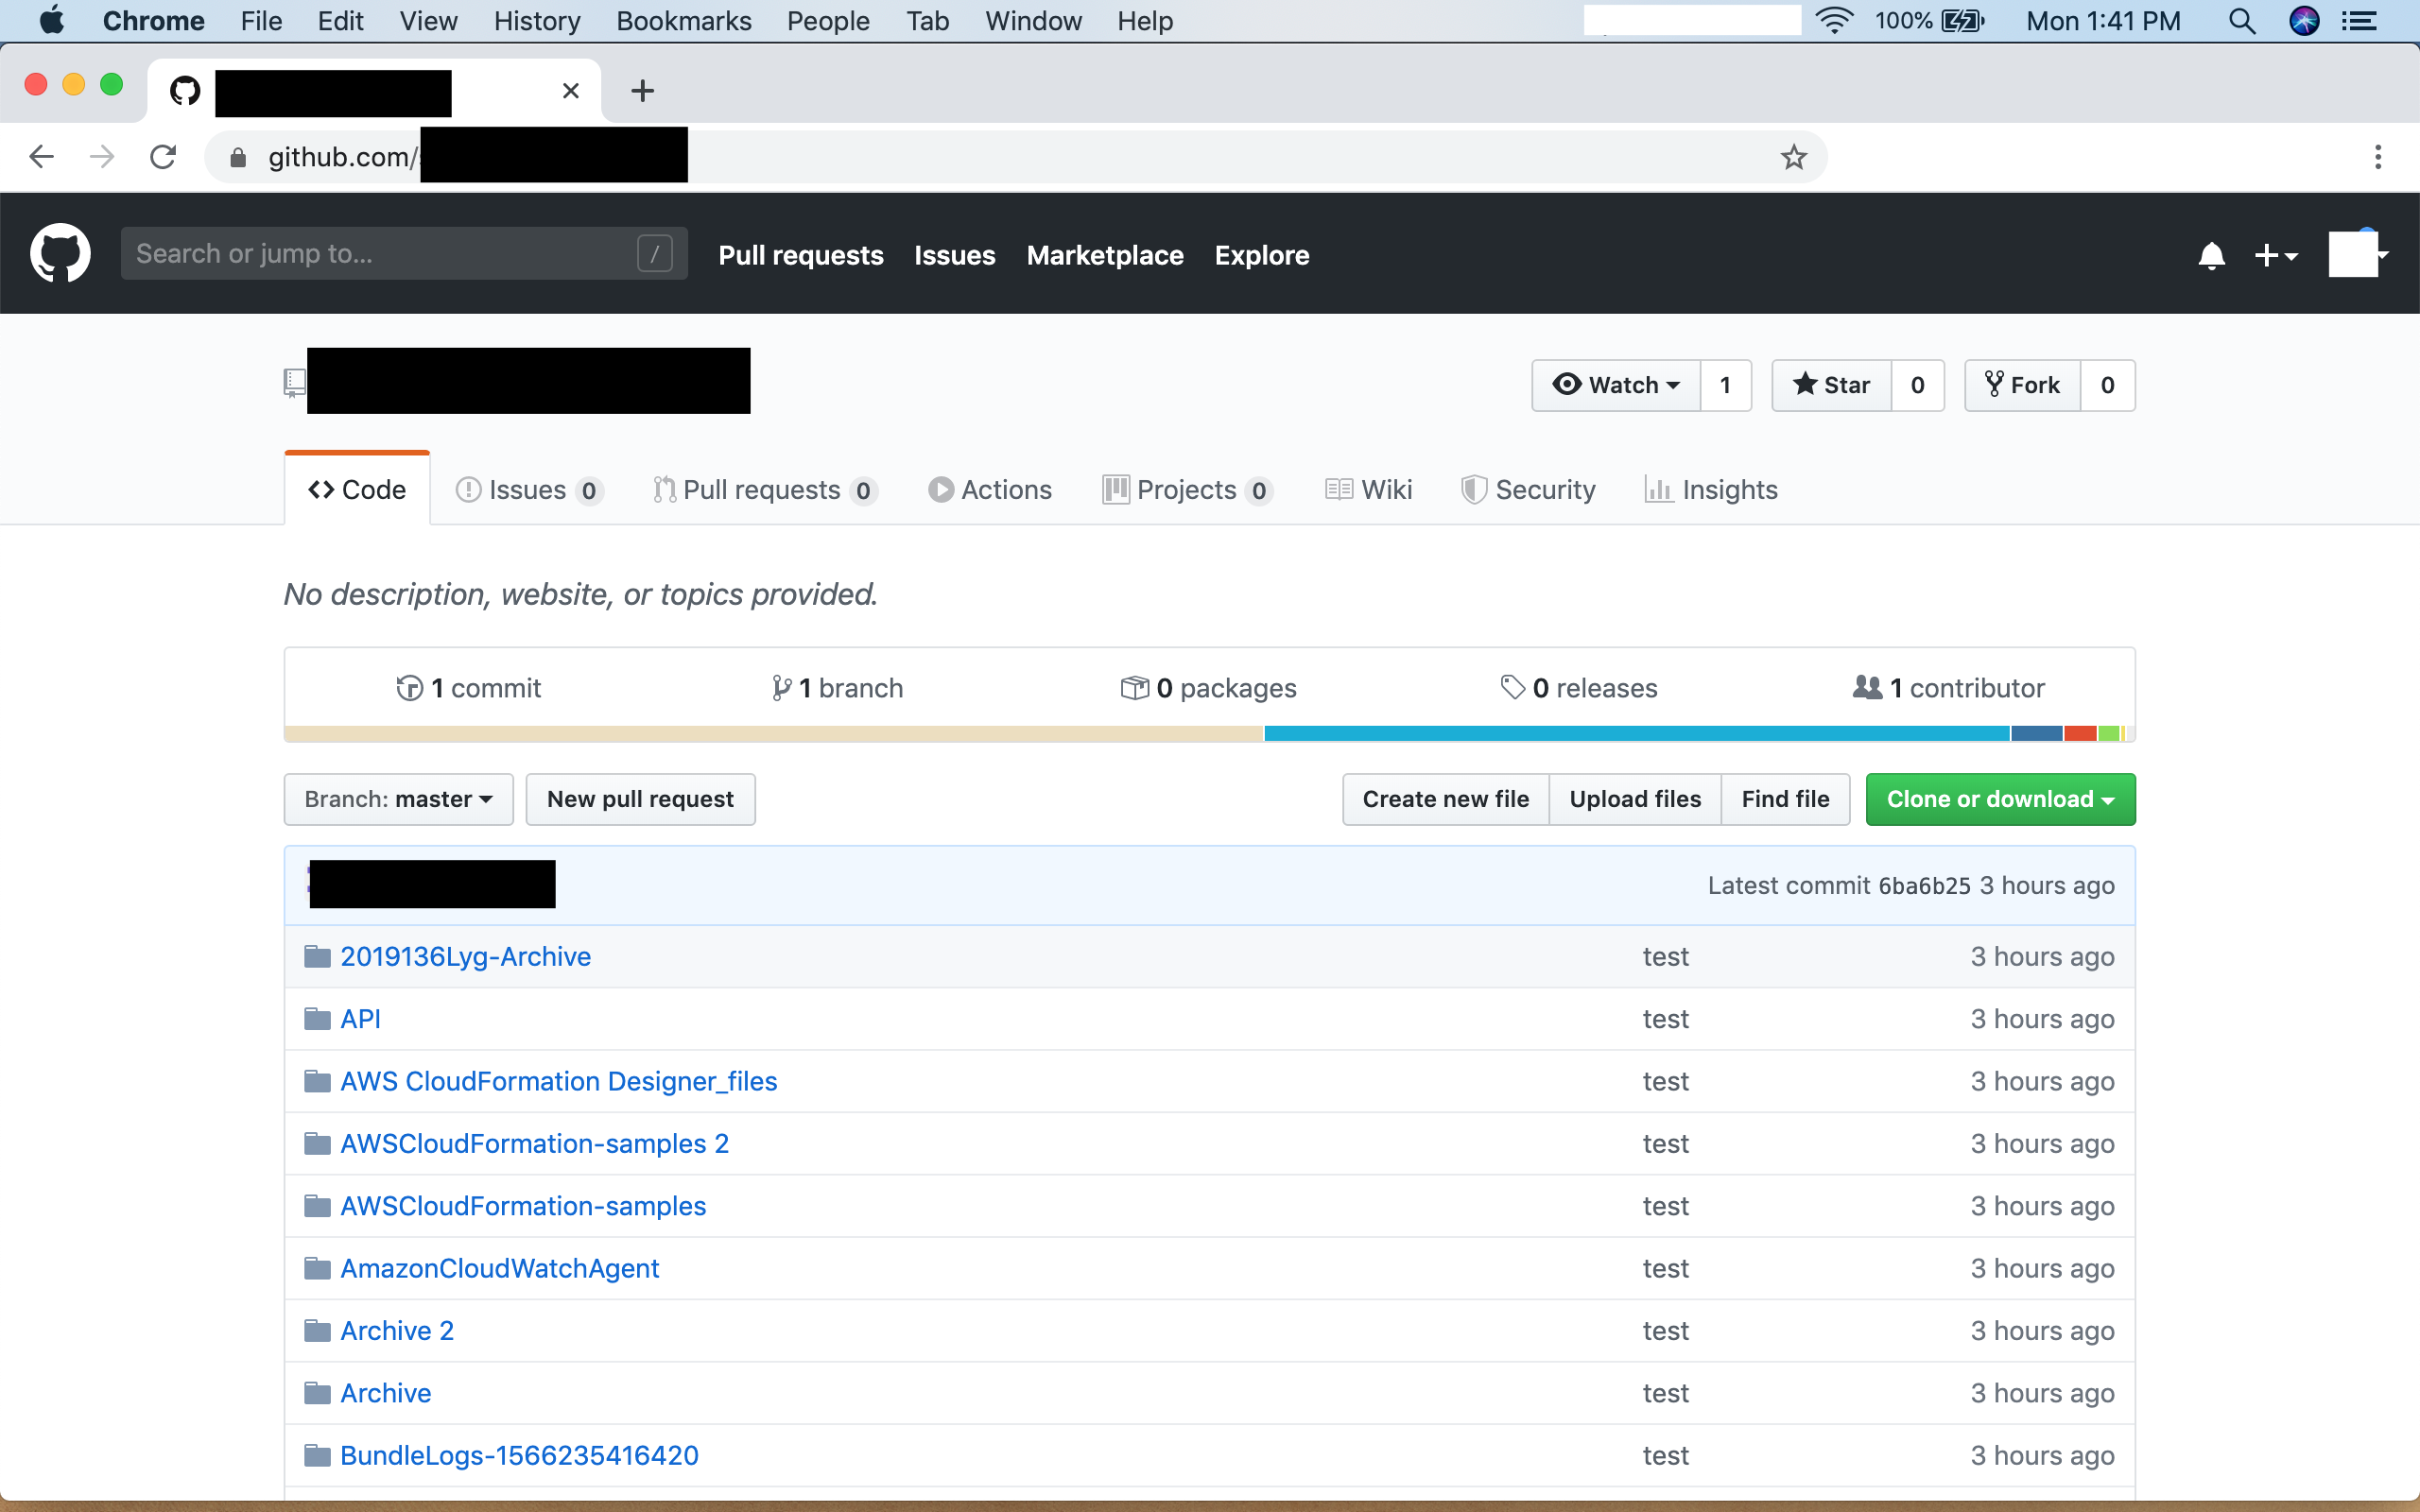 Chrome File Edit View History Bookmarks People Tab Window Help 100% Mon 1:41 PM
github.com/
Search or jump to... / Pull requests Issues Marketplace Explore
Watch 1 Star 0 Fork 0
Code Issues 0 Pull requests 0 Actions Projects 0 Wiki Security Insights
No description, website, or topics provided.
1 commit 1 branch 0 packages 0 releases 1 contributor
Branch: master New pull request Create new file Upload files Find file Clone or download
Latest commit 6ba6b25 3 hours ago
2019136Lyg-Archive test 3 hours ago
API test 3 hours ago
AWS CloudFormation Designer_files test 3 hours ago
AWSCloudFormation-samples 2 test 3 hours ago
AWSCloudFormation-samples test 3 hours ago
AmazonCloudWatchAgent test 3 hours ago
Archive 2 test 3 hours ago
Archive test 3 hours ago
BundleLogs-1566235416420 test 3 hours ago